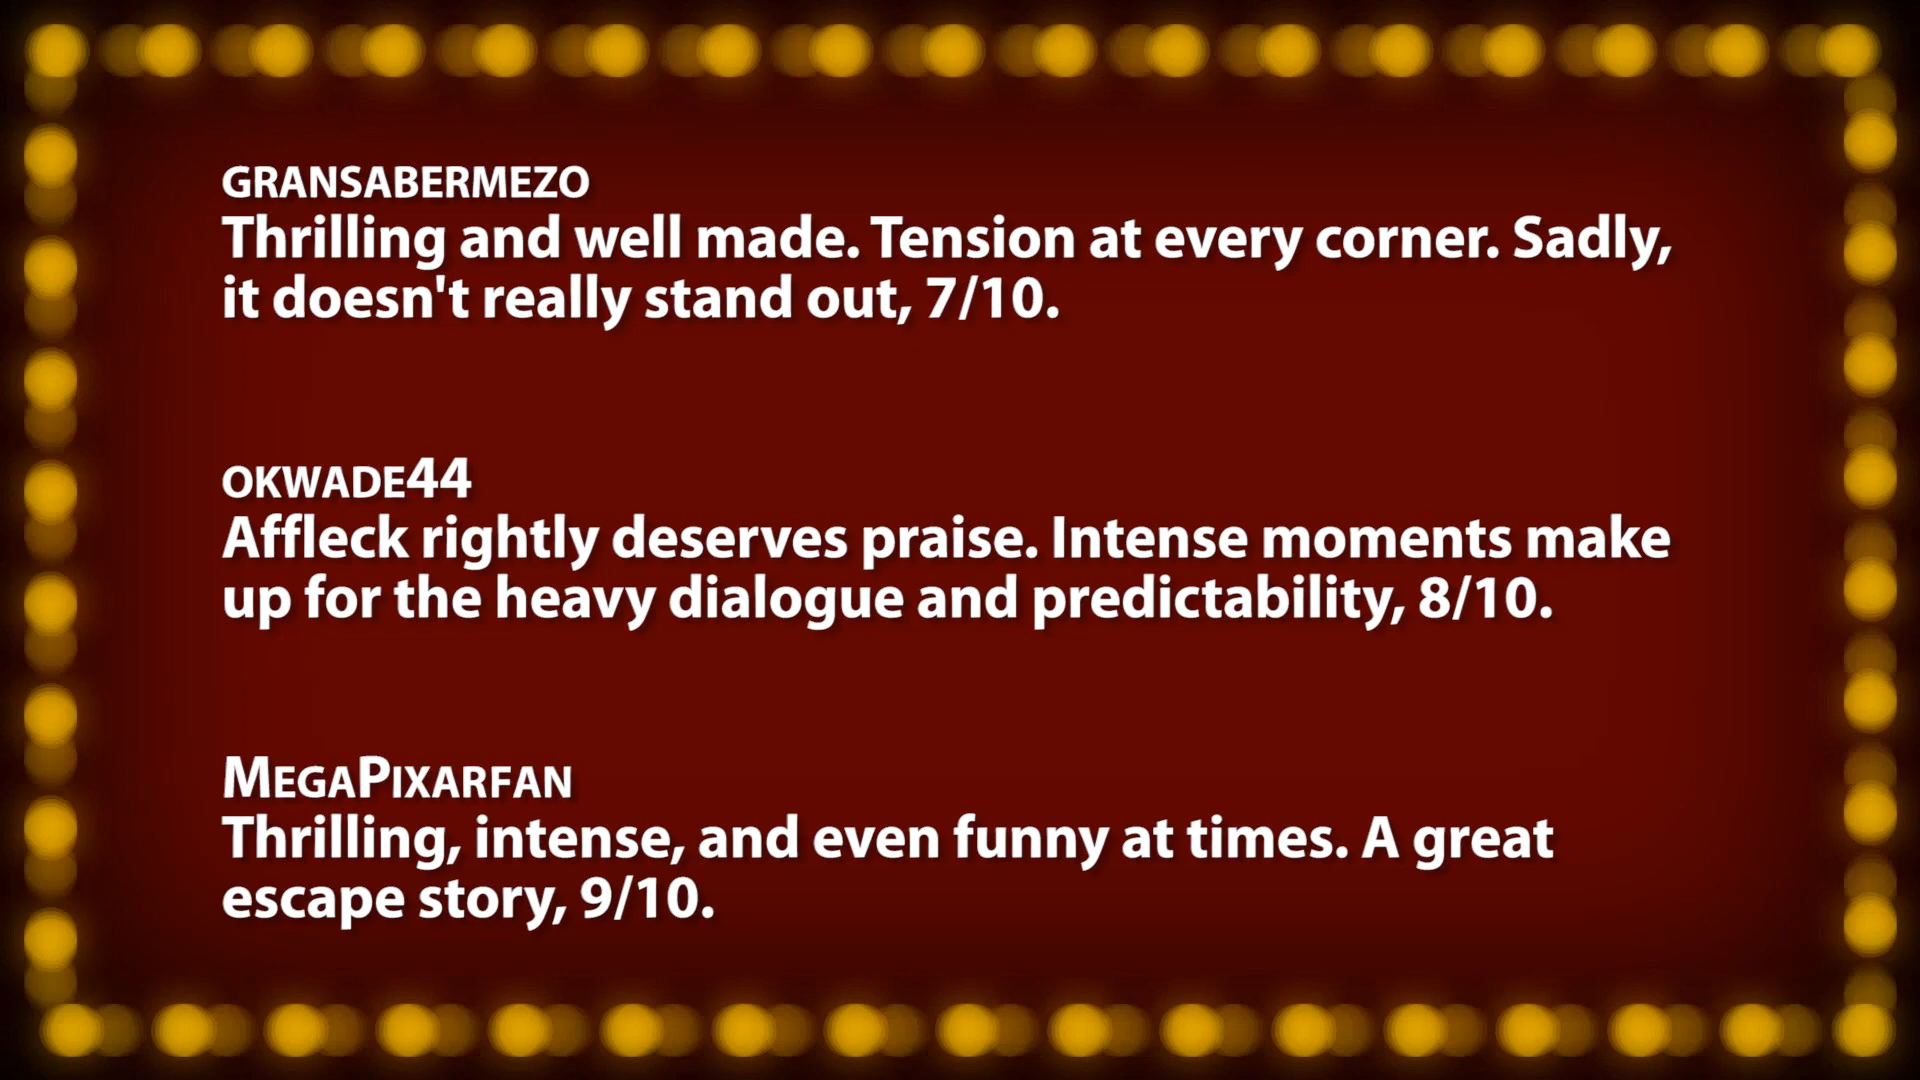 GRANSABERMEZO
Thrilling and well made. Tension at every corner. Sadly,
it doesn't really stand out, 7/10.
OKWADE44
Affleck rightly deserves praise. Intense moments make
up for the heavy dialogue and predictability, 8/10.
MEGAPIXARFAN
Thrilling, intense, and even funny at times. A great
escape story, 9/10.